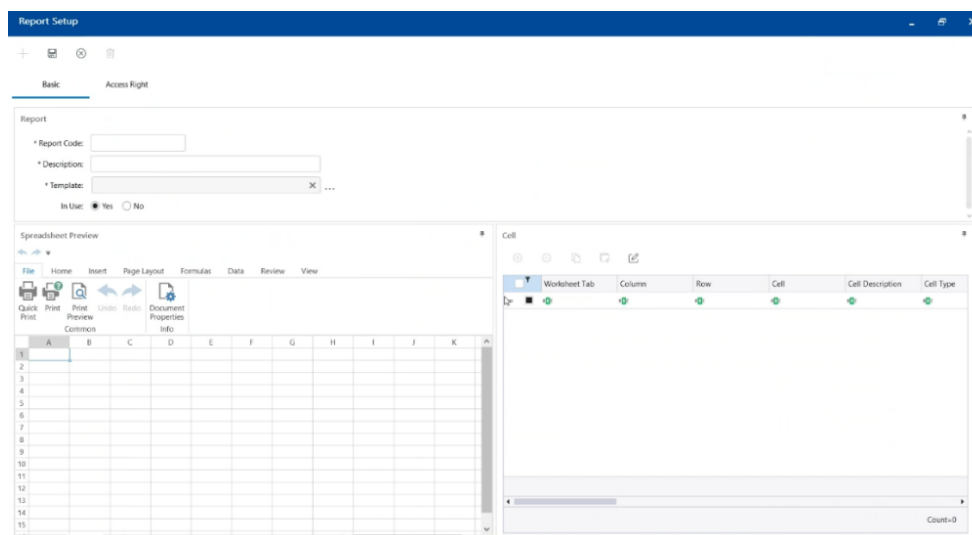 Report Setup
Basic Access Right
Report
* Report Code:
* Description:
* Template: ...
In Use: Yes No
Spreadsheet Preview
Cell
File Home Insert Page Layout Formulas Data Review View
Quick Print Print Print Preview Undo Redo Document Properties
Common Info
Worksheet Tab Column Row Cell Cell Description Cell Type
A B C D E F G H I J K
1
2
3
4
5
6
7
8
9
10
11
12
13
14
15
Count=0